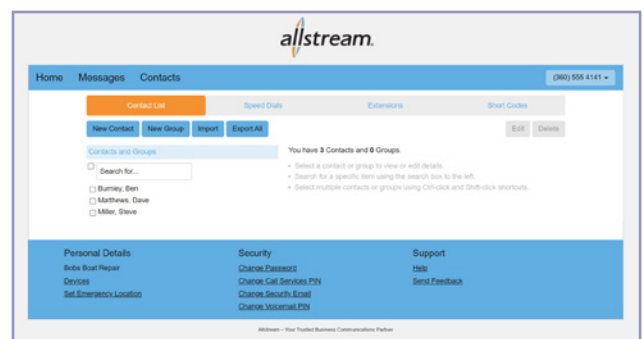 allstream.
Home Messages Contacts (360) 558 4141
Contact List Speed Dials Extensions Short Codes
New Contact New Group Import Export All Edit Delete
Contacts and Groups
You have 3 Contacts and 0 Groups.
Search for...
• Select a contact or group to view or edit details.
• Search for a specific item using the search box to the left.
• Select multiple contacts or groups using Ctrl-click and Shift-click shortcuts.
Burnley, Ben
Matthews, Dave
Miller, Steve
Personal Details Security Support
Bobs Boat Repair Change Password Help
Devices Change Call Services PIN Send Feedback
Set Emergency Location Change Security Email
Change Voicemail PIN
Allstream – Your Trusted Business Communications Partner